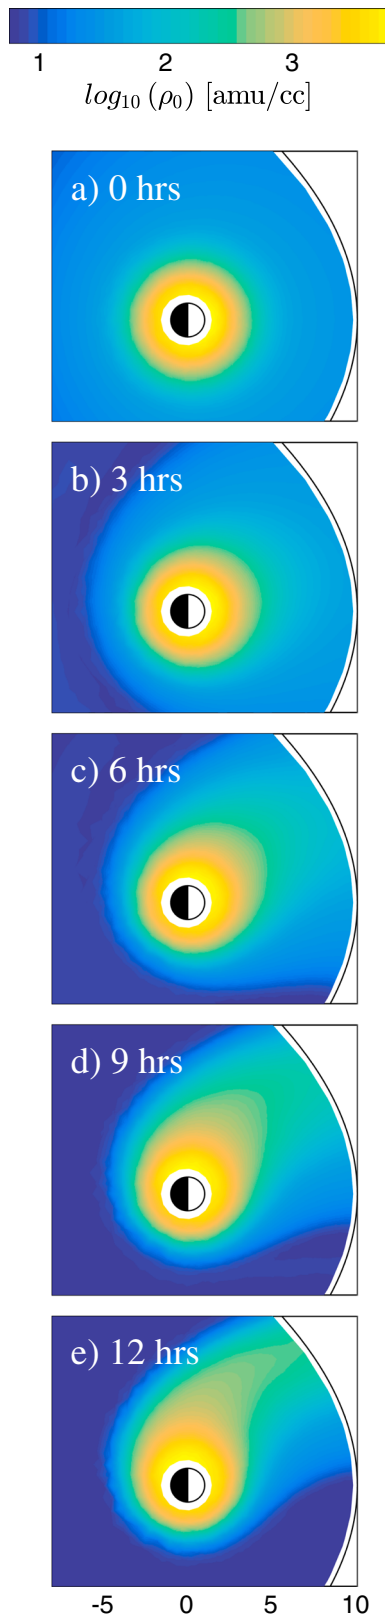 1 2 3
log₁₀ (ρ₀) [amu/cc]
a) 0 hrs
b) 3 hrs
c) 6 hrs
d) 9 hrs
e) 12 hrs
-5 0 5 10